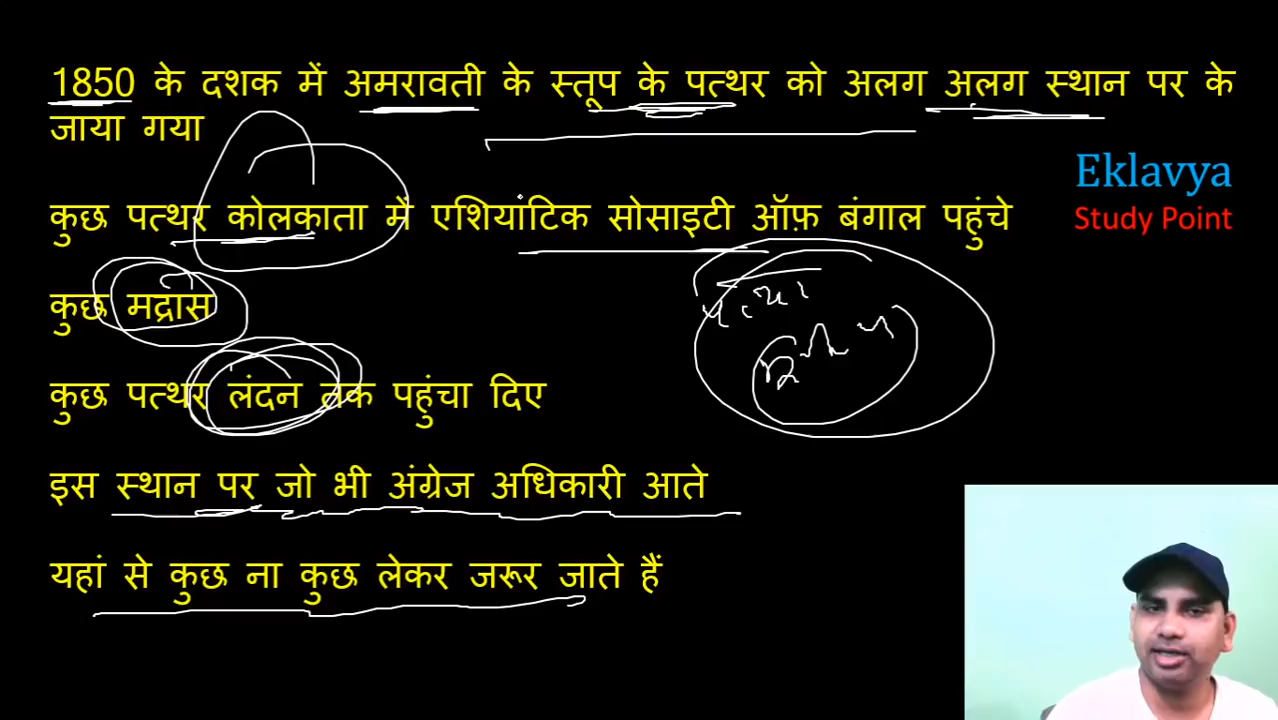 1850 के दशक में अमरावती के स्तूप के पत्थर को अलग अलग स्थान पर के
जाया गया
Eklavya
Study Point
कुछ पत्थर कोलकाता में एशियांटिक सोसाइटी ऑफ़ बंगाल पहुंचे
कुछ मद्रास
कुछ पत्थर लंदन तक पहुंचा दिए
इस स्थान पर जो भी अंग्रेज अधिकारी आते
यहां से कुछ ना कुछ लेकर जरूर जाते हैं